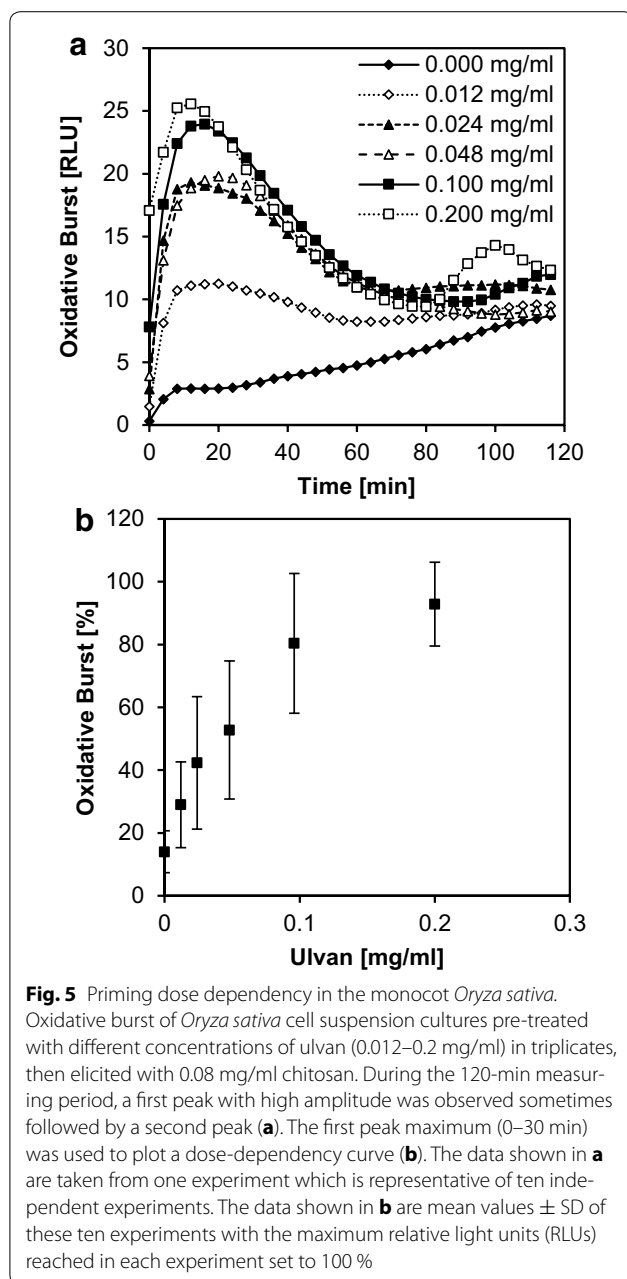 a
30
25
20
15
10
5
0
Oxidative Burst [RLU]
0.000 mg/ml
0.012 mg/ml
0.024 mg/ml
0.048 mg/ml
0.100 mg/ml
0.200 mg/ml
0 20 40 60 80 100 120
Time [min]
b
120
100
80
60
40
20
0
Oxidative Burst [%]
0 0.1 0.2 0.3
Ulvan [mg/ml]
Fig. 5 Priming dose dependency in the monocot Oryza sativa.
Oxidative burst of Oryza sativa cell suspension cultures pre-treated
with different concentrations of ulvan (0.012–0.2 mg/ml) in triplicates,
then elicited with 0.08 mg/ml chitosan. During the 120-min measur-
ing period, a first peak with high amplitude was observed sometimes
followed by a second peak (a). The first peak maximum (0–30 min)
was used to plot a dose-dependency curve (b). The data shown in a
are taken from one experiment which is representative of ten inde-
pendent experiments. The data shown in b are mean values ± SD of
these ten experiments with the maximum relative light units (RLUs)
reached in each experiment set to 100 %